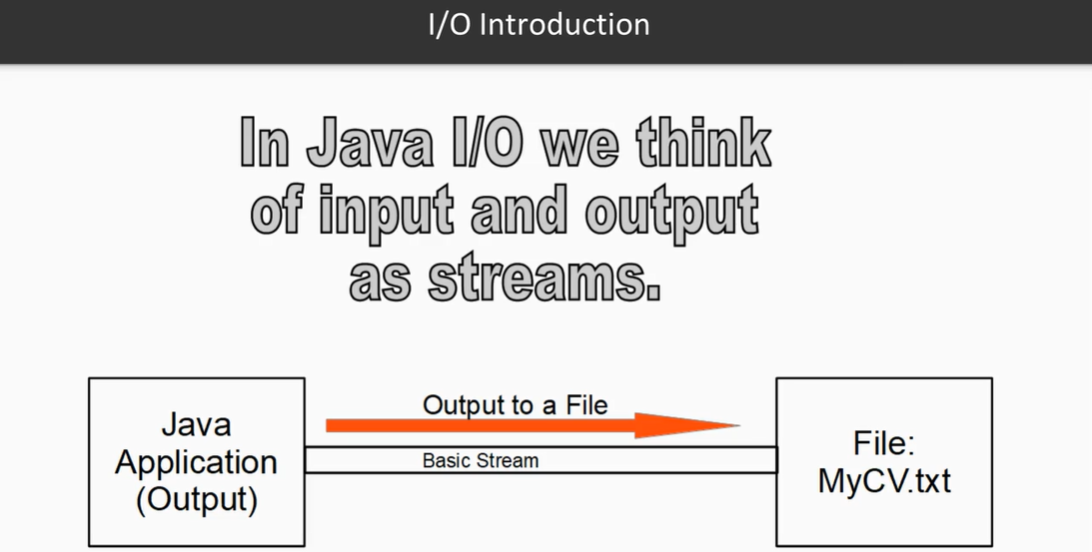 I/O Introduction
In Java I/O we think
of input and output
as streams.
Java
Application
(Output)
Output to a File
Basic Stream
File:
MyCV.txt